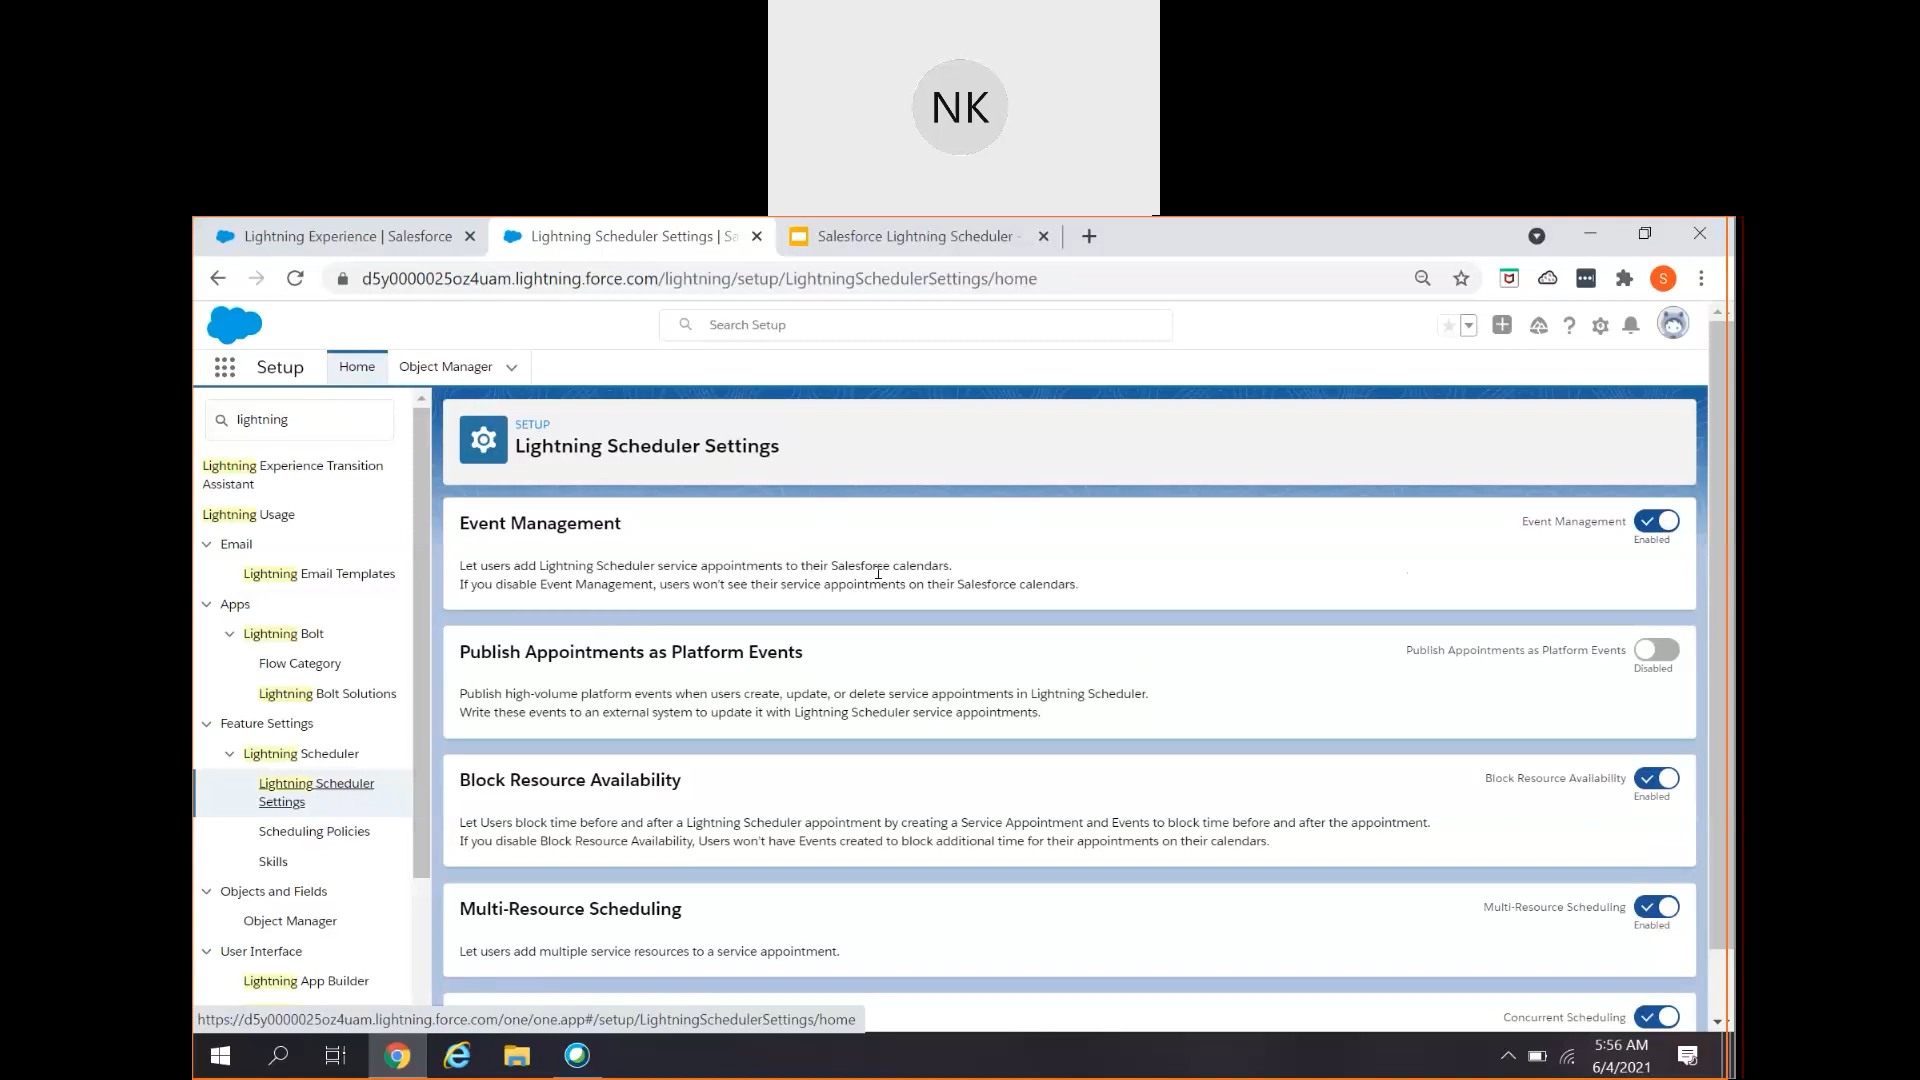 NK
Lightning Experience | Salesforce
Lightning Scheduler Settings | Sa
Salesforce Lightning Scheduler -
d5y0000025oz4uam.lightning.force.com/lightning/setup/LightningSchedulerSettings/home
S
Search Setup
Setup
Home
Object Manager
lightning
Lightning Experience Transition
Assistant
Lightning Usage
Email
Lightning Email Templates
Apps
Lightning Bolt
Flow Category
Lightning Bolt Solutions
Feature Settings
Lightning Scheduler
Lightning Scheduler
Settings
Scheduling Policies
Skills
Objects and Fields
Object Manager
User Interface
Lightning App Builder
SETUP
Lightning Scheduler Settings
Event Management
Event Management
Enabled
Let users add Lightning Scheduler service appointments to their Salesforce calendars.
If you disable Event Management, users won't see their service appointments on their Salesforce calendars.
Publish Appointments as Platform Events
Publish Appointments as Platform Events
Disabled
Publish high-volume platform events when users create, update, or delete service appointments in Lightning Scheduler.
Write these events to an external system to update it with Lightning Scheduler service appointments.
Block Resource Availability
Block Resource Availability
Enabled
Let Users block time before and after a Lightning Scheduler appointment by creating a Service Appointment and Events to block time before and after the appointment.
If you disable Block Resource Availability, Users won't have Events created to block additional time for their appointments on their calendars.
Multi-Resource Scheduling
Multi-Resource Scheduling
Enabled
Let users add multiple service resources to a service appointment.
Concurrent Scheduling
https://d5y0000025oz4uam.lightning.force.com/one/one.app#/setup/LightningSchedulerSettings/home
5:56 AM
6/4/2021